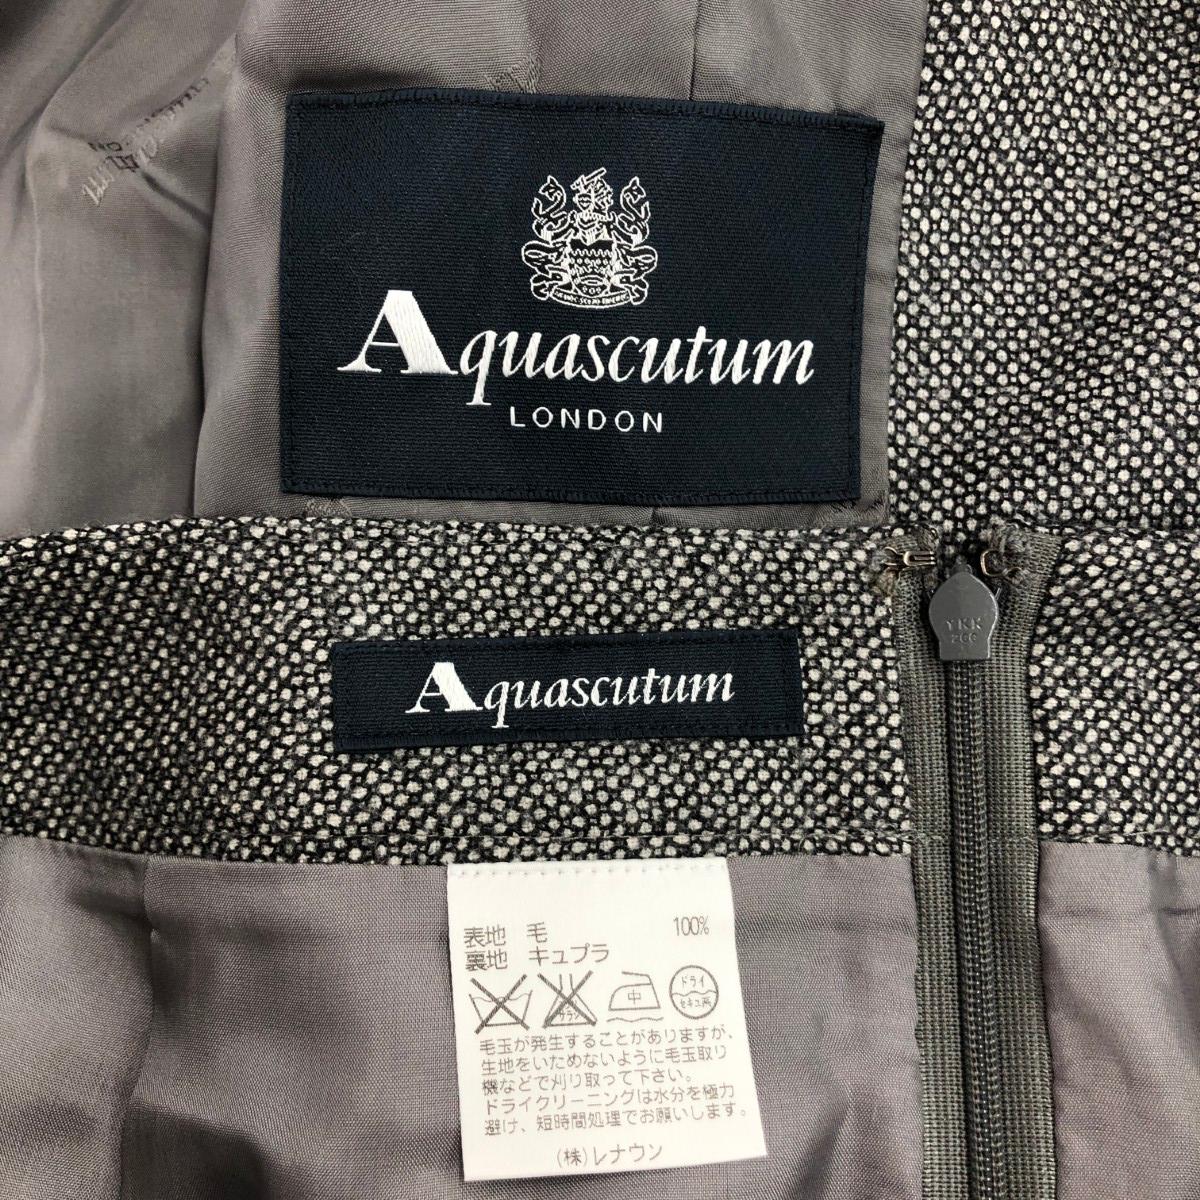 Aquascutum
LONDON
YKK
Aquascutum
表地 毛 100%
裏地 キュプラ
中
ドライ
セキユ系
毛玉が発生することがありますが、
生地をいためないように毛玉取り
機などで刈り取って下さい。
ドライクリーニングは水分を極力
避け、短時間処理でお願いします。
(株)レナウン